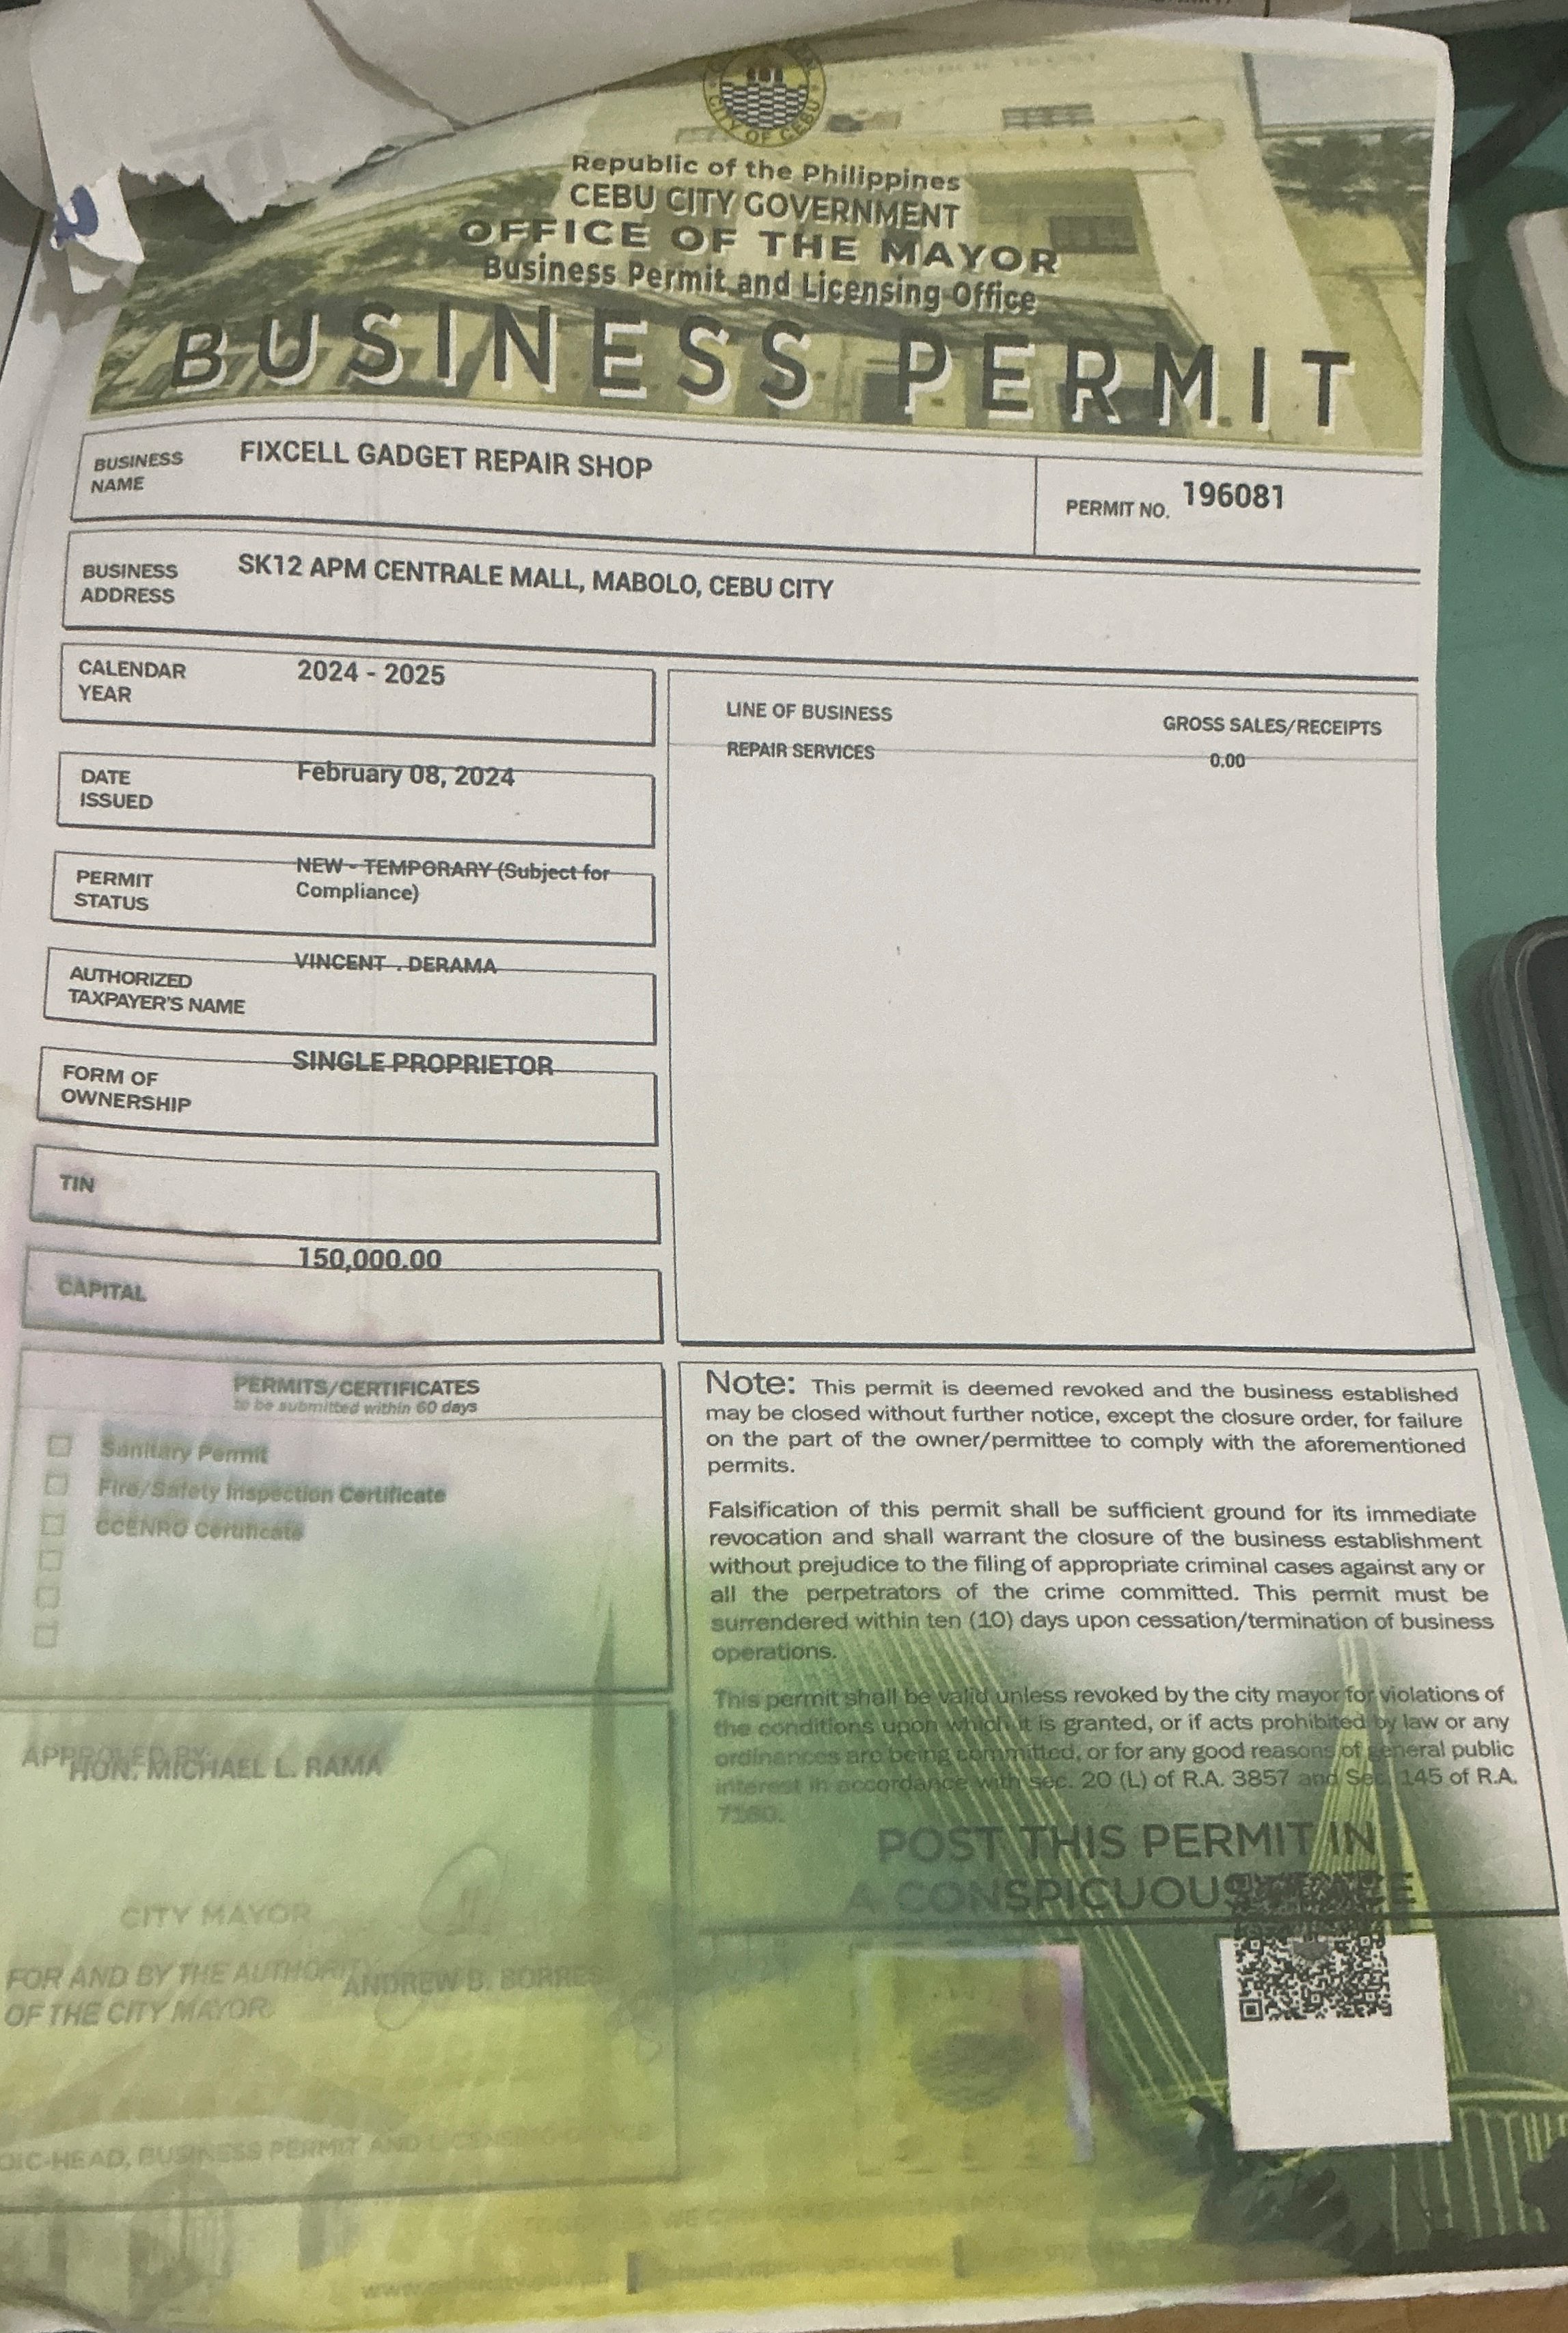 CITY OF CEBU
Republic of the Philippines
CEBU CITY GOVERNMENT
OFFICE OF THE MAYOR
Business Permit and Licensing Office
BUSINESS PERMIT
BUSINESS NAME FIXCELL GADGET REPAIR SHOP
PERMIT NO. 196081
BUSINESS ADDRESS SK12 APM CENTRALE MALL, MABOLO, CEBU CITY
CALENDAR YEAR 2024 - 2025
DATE ISSUED February 08, 2024
PERMIT STATUS NEW - TEMPORARY (Subject for
Compliance)
AUTHORIZED TAXPAYER'S NAME VINCENT . DERAMA
FORM OF OWNERSHIP SINGLE PROPRIETOR
TIN
CAPITAL 150,000.00
LINE OF BUSINESS GROSS SALES/RECEIPTS
REPAIR SERVICES 0.00
PERMITS/CERTIFICATES
to be submitted within 60 days
Sanitary Permit
Fire/Safety Inspection Certificate
CCENRO Certificate
APPROVED BY:
HON. MICHAEL L. RAMA
CITY MAYOR
FOR AND BY THE AUTHORITY
OF THE CITY MAYOR
ANDREW B. BORRES
OIC-HEAD, BUSINESS PERMIT AND LICENSING OFFICE
Note: This permit is deemed revoked and the business established
may be closed without further notice, except the closure order, for failure
on the part of the owner/permittee to comply with the aforementioned
permits.
Falsification of this permit shall be sufficient ground for its immediate
revocation and shall warrant the closure of the business establishment
without prejudice to the filing of appropriate criminal cases against any or
all the perpetrators of the crime committed. This permit must be
surrendered within ten (10) days upon cessation/termination of business
operations.
This permit shall be valid unless revoked by the city mayor for violations of
the conditions upon which it is granted, or if acts prohibited by law or any
ordinances are being committed, or for any good reasons of general public
interest in accordance with sec. 20 (L) of R.A. 3857 and Sec. 145 of R.A.
7160.
POST THIS PERMIT IN
A CONSPICUOUS PLACE